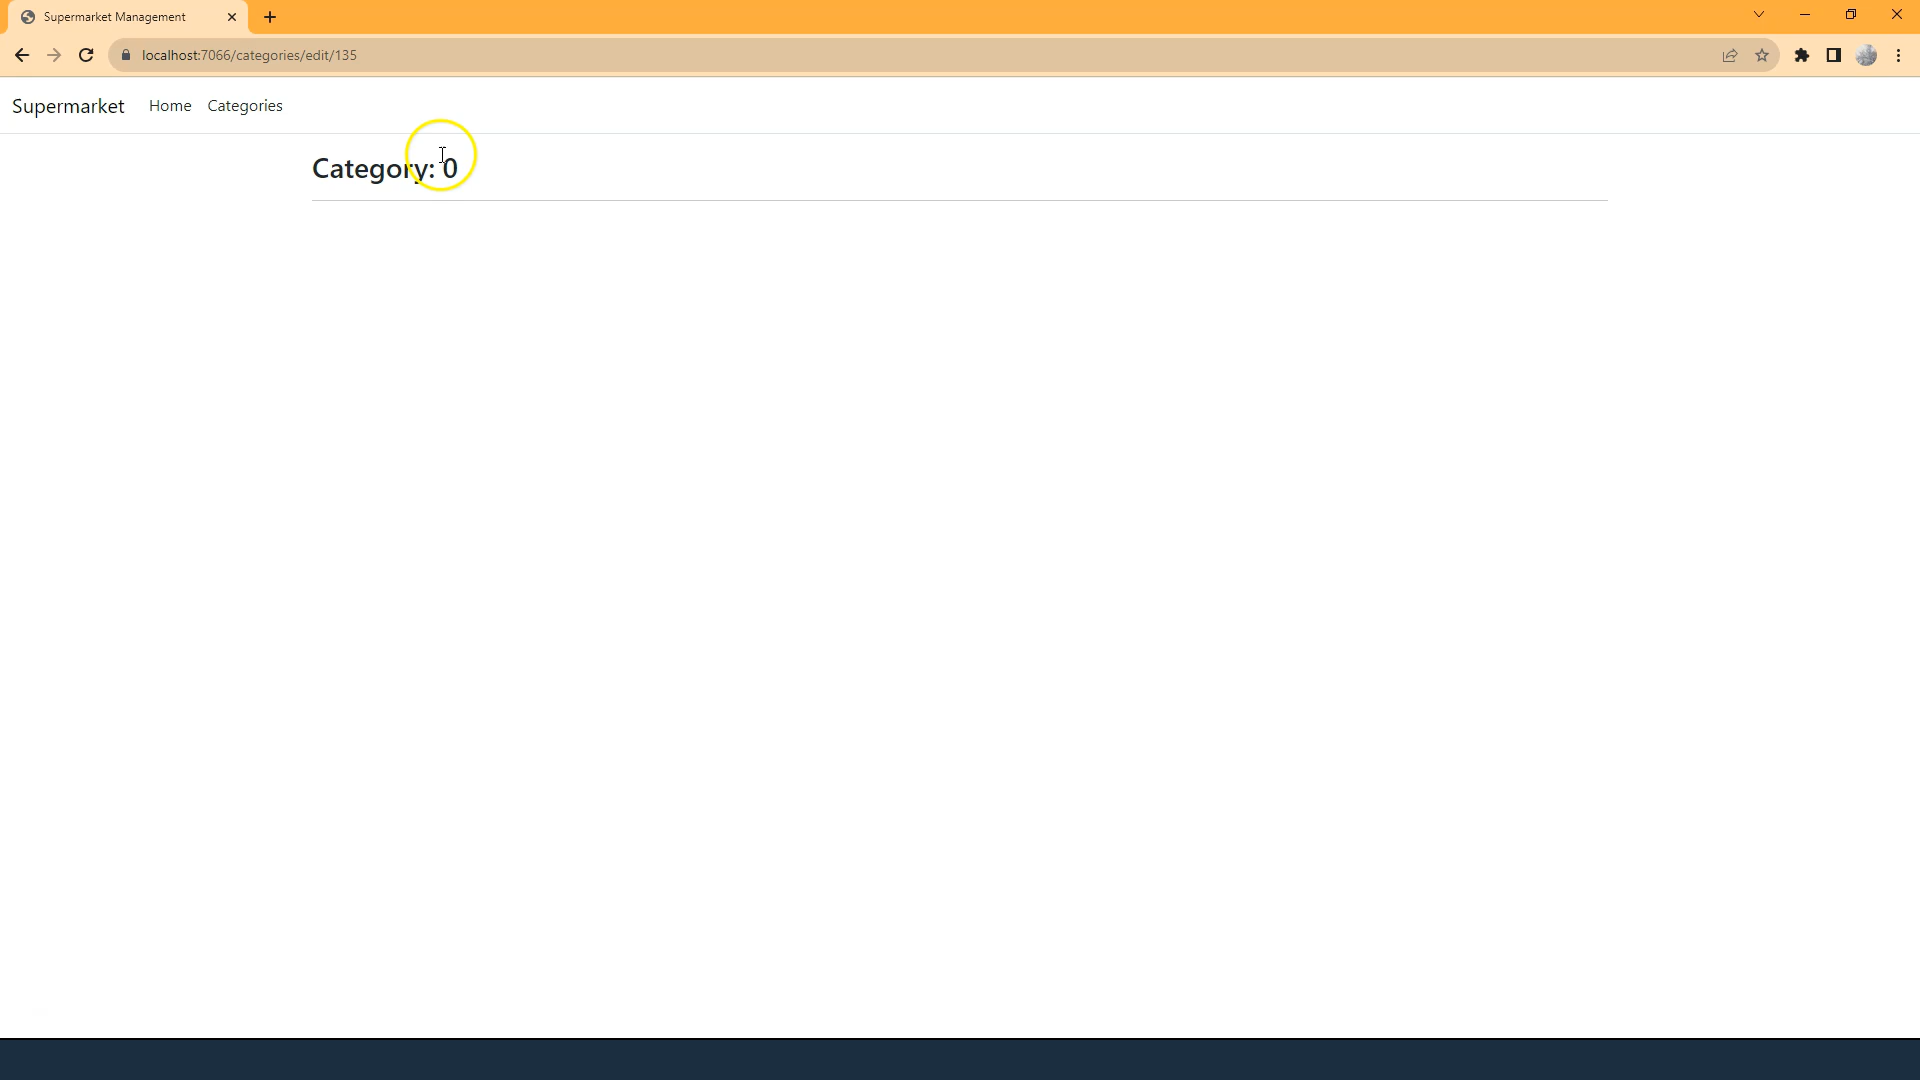 Supermarket Management
localhost:7066/categories/edit/135
Supermarket Home Categories
Category: 0